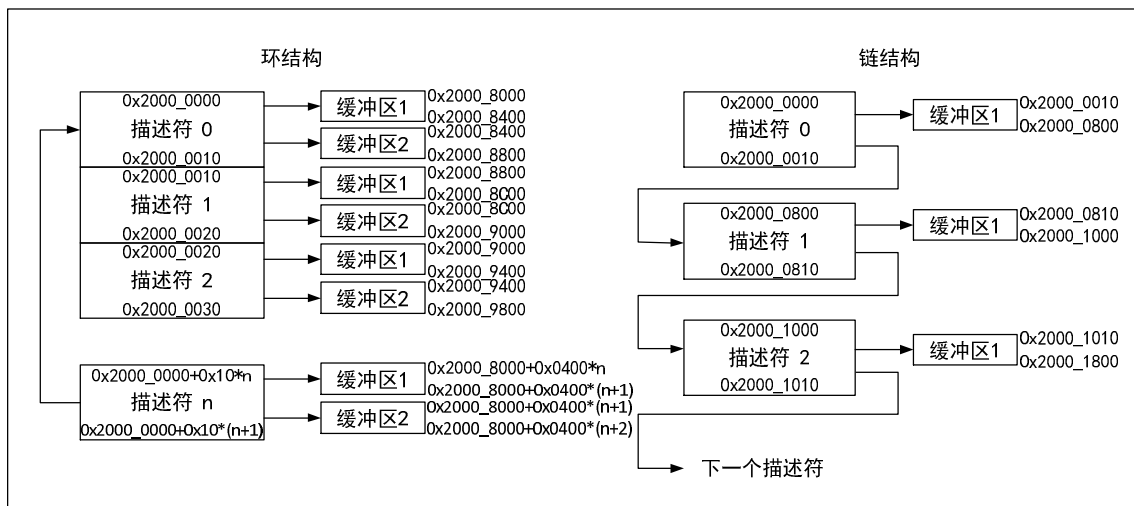 环结构
0x2000_0000
描述符 0
0x2000_0010
0x2000_0010
描述符 1
0x2000_0020
0x2000_0020
描述符 2
0x2000_0030
0x2000_0000+0x10*n
描述符 n
0x2000_0000+0x10*(n+1)
缓冲区1
0x2000_8000
0x2000_8400
缓冲区2
0x2000_8400
0x2000_8800
缓冲区1
0x2000_8800
0x2000_8C00
缓冲区2
0x2000_8C00
0x2000_9000
缓冲区1
0x2000_9000
0x2000_9400
缓冲区2
0x2000_9400
0x2000_9800
缓冲区1
0x2000_8000+0x0400*n
0x2000_8000+0x0400*(n+1)
缓冲区2
0x2000_8000+0x0400*(n+1)
0x2000_8000+0x0400*(n+2)
链结构
0x2000_0000
描述符 0
0x2000_0010
缓冲区1
0x2000_0010
0x2000_0800
0x2000_0800
描述符 1
0x2000_0810
缓冲区1
0x2000_0810
0x2000_1000
0x2000_1000
描述符 2
0x2000_1010
缓冲区1
0x2000_1010
0x2000_1800
下一个描述符